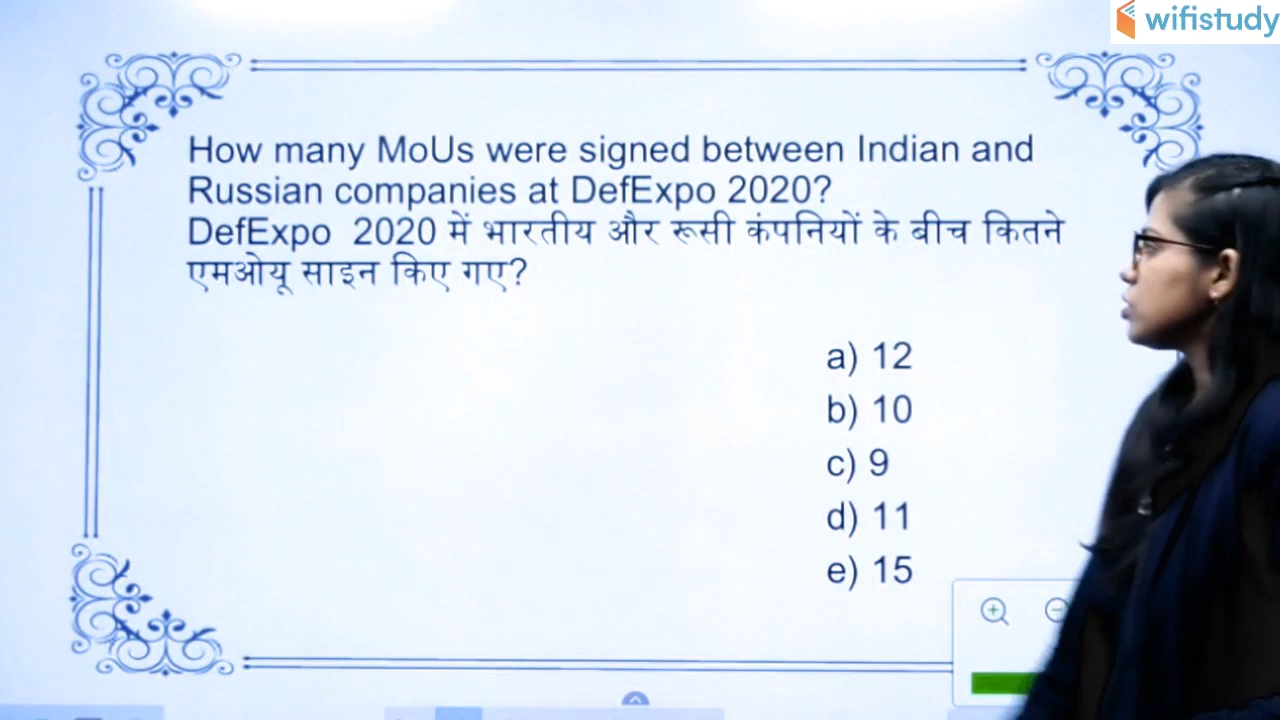 wifistudy
How many MoUs were signed between Indian and
Russian companies at DefExpo 2020?
DefExpo 2020 में भारतीय और रूसी कंपनियों के बीच कितने
एमओयू साइन किए गए?
a) 12
b) 10
c) 9
d) 11
e) 15